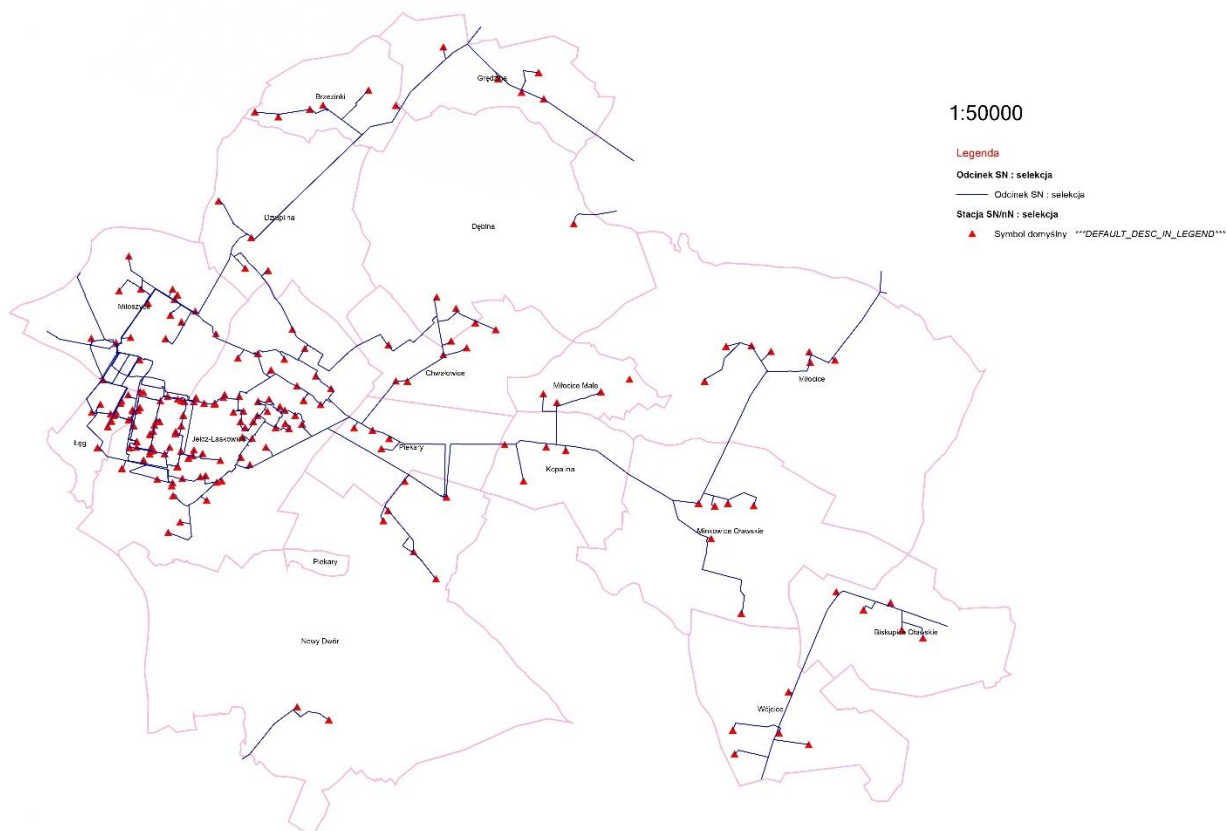 Grędzina
Brzezinki
1:50000
Legenda
Odcinek SN : selekcja
Odcinek SN : selekcja
Stacja SN/nN : selekcja
Symbol domyślny ***DEFAULT_DESC_IN_LEGEND***
Dziuplina
Dębina
Miłoszyce
Chwałowice
Miłocice Małe
Miłocice
Łęg
Jelcz-Laskowice
Piekary
Kopalina
Minkowice Oławskie
Piekary
Nowy Dwór
Biskupice Oławskie
Wójcice